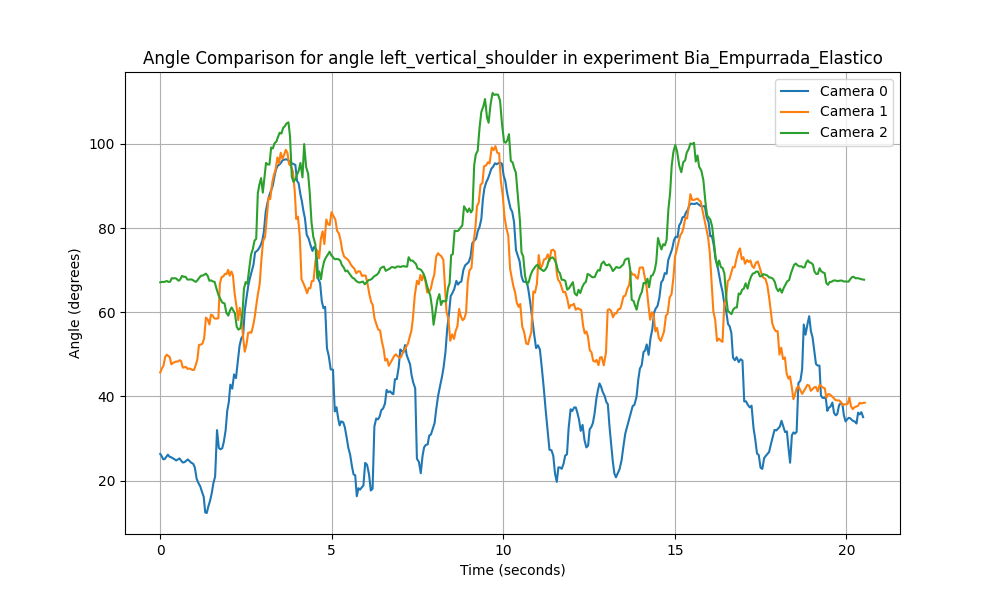 Angle Comparison for angle left_vertical_shoulder in experiment Bia_Empurrada_Elastico
Camera 0
Camera 1
Camera 2
100
80
60
40
20
Angle (degrees)
0 5 10 15 20
Time (seconds)